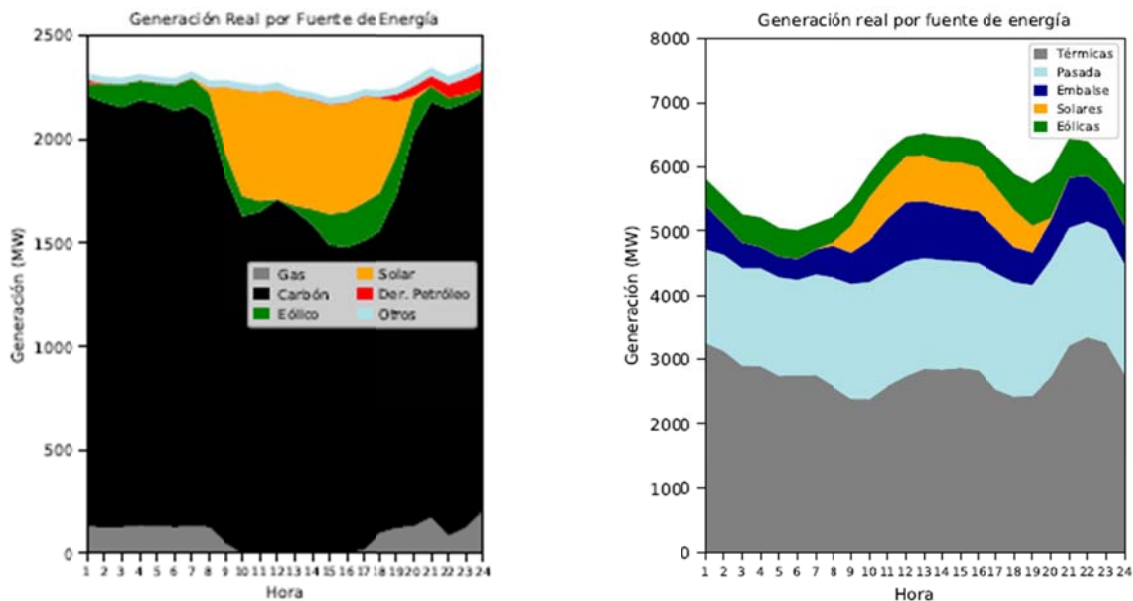 Generación Real por Fuente de Energía
Generación (MW)
2500
2000
1500
1000
500
0
Gas
Carbón
Eólico
Solar
Der. Petróleo
Otros
1 2 3 4 5 6 7 8 9 10 11 12 13 14 15 16 17 18 19 20 21 22 23 24
Hora
Generación real por fuente de energía
Generación (MW)
8000
7000
6000
5000
4000
3000
2000
1000
0
Térmicas
Pasada
Embalse
Solares
Eólicas
1 2 3 4 5 6 7 8 9 10 11 12 13 14 15 16 17 18 19 20 21 22 23 24
Hora